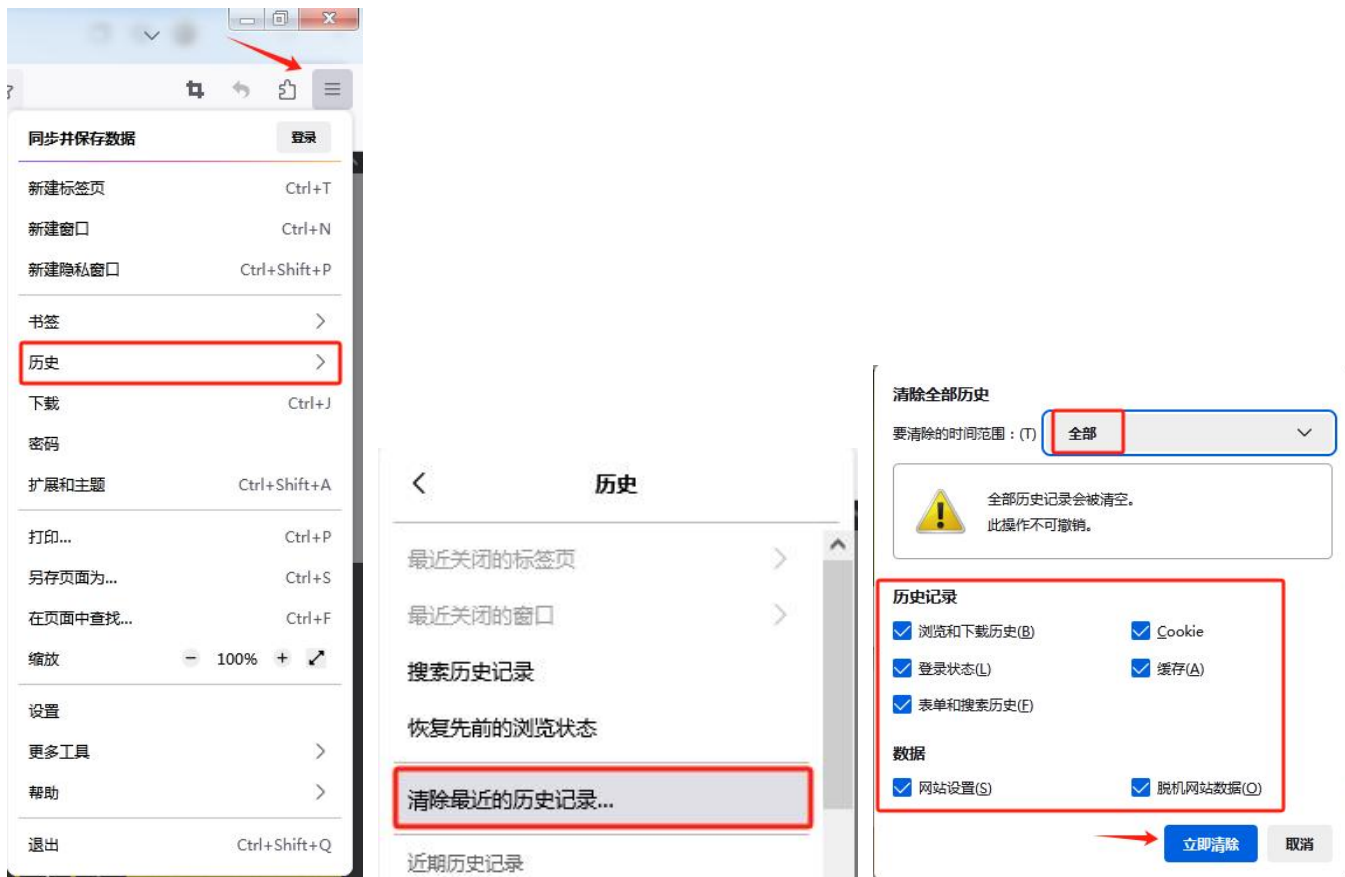 同步并保存数据 登录
新建标签页 Ctrl+T
新建窗口 Ctrl+N
新建隐私窗口 Ctrl+Shift+P
书签
历史
下载 Ctrl+J
密码
扩展和主题 Ctrl+Shift+A
打印... Ctrl+P
另存页面为... Ctrl+S
在页面中查找... Ctrl+F
缩放 − 100% +
设置
更多工具
帮助
退出 Ctrl+Shift+Q
历史
最近关闭的标签页
最近关闭的窗口
搜索历史记录
恢复先前的浏览状态
清除最近的历史记录...
近期历史记录
清除全部历史
要清除的时间范围：(T) 全部
全部历史记录会被清空。
此操作不可撤销。
历史记录
浏览和下载历史(B) Cookie
登录状态(L) 缓存(A)
表单和搜索历史(F)
数据
网站设置(S) 脱机网站数据(O)
立即清除 取消